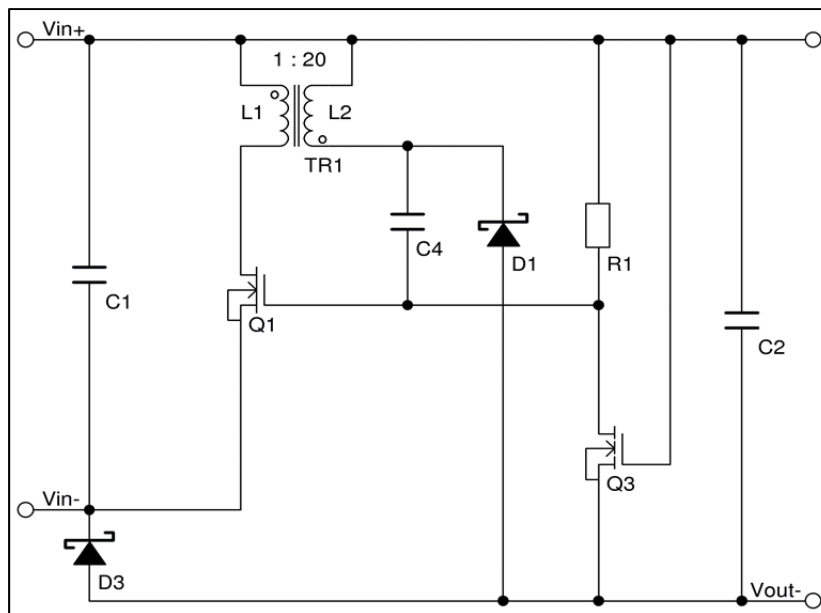 Vin+
1 : 20
L1
L2
TR1
C4
D1
R1
C1
Q1
C2
Q3
Vin-
D3
Vout-